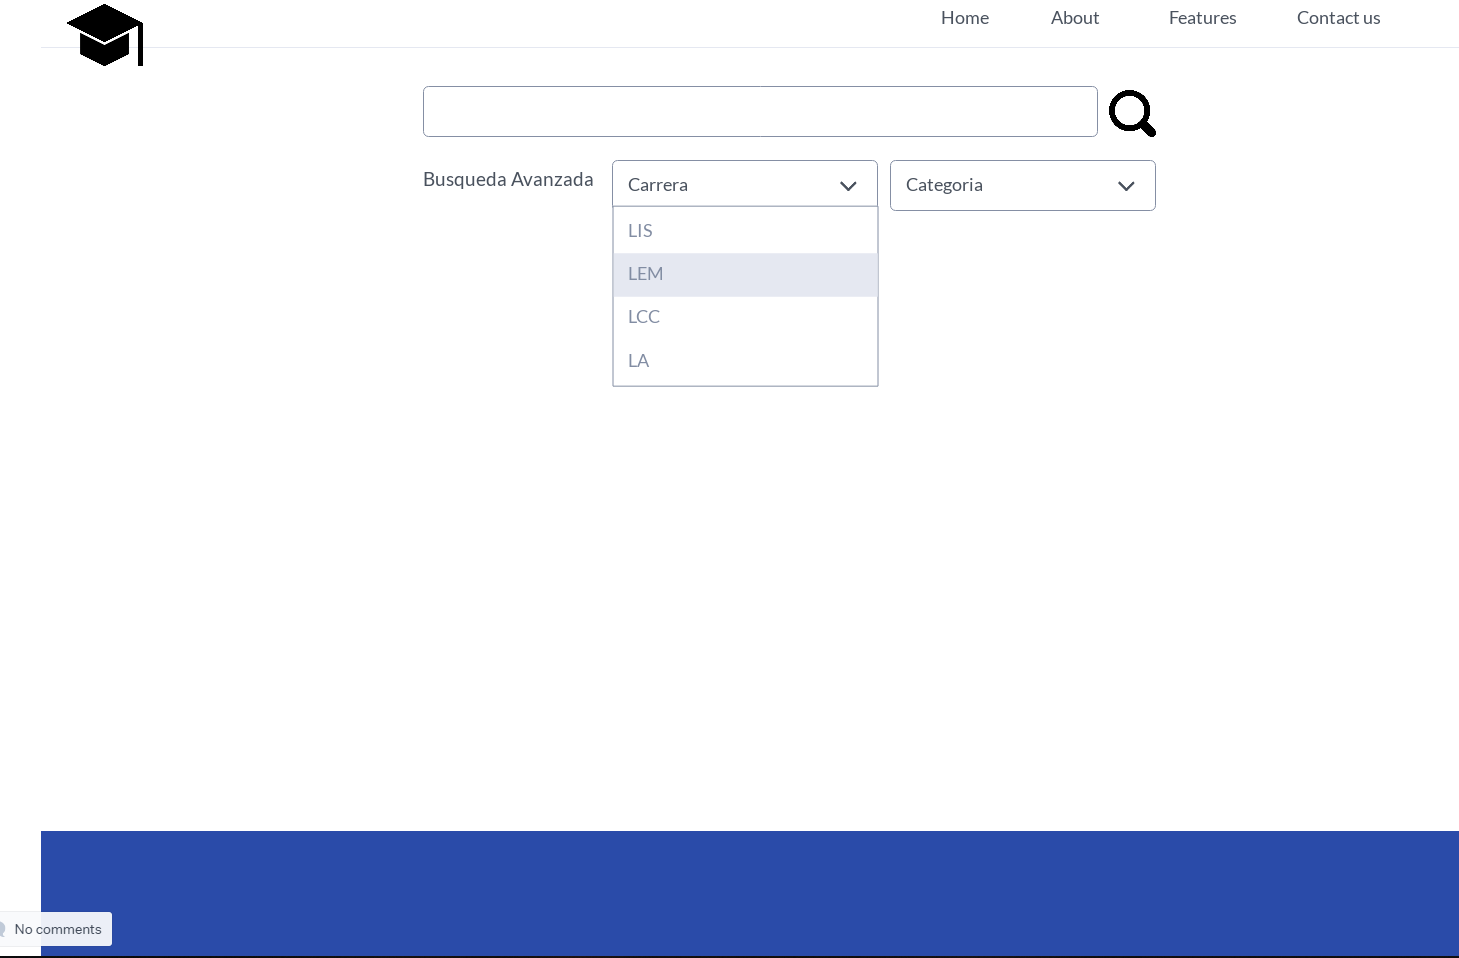 Home About Features Contact us
Busqueda Avanzada Carrera Categoria
LIS
LEM
LCC
LA
No comments